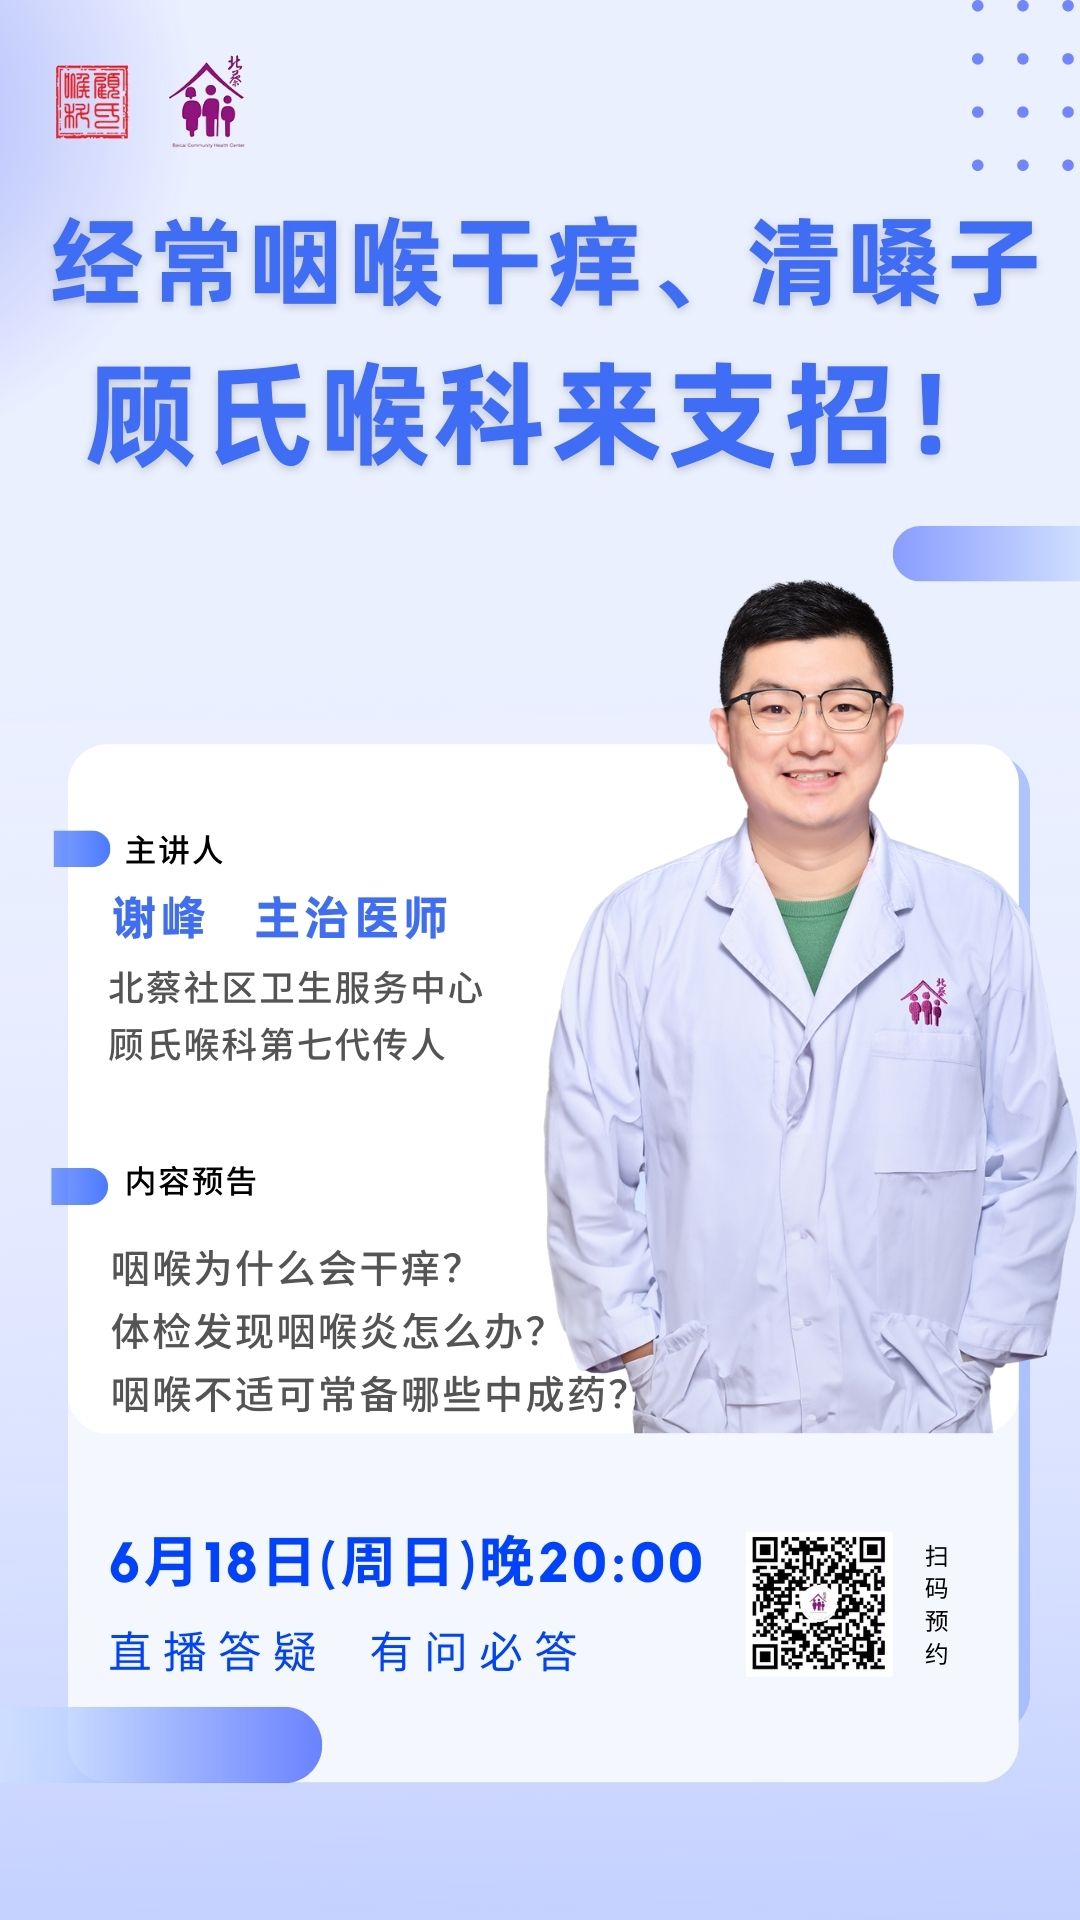 顧氏喉科
北蔡
Beicai Community Health Center
经常咽喉干痒、清嗓子
顾氏喉科来支招！
主讲人
谢峰 主治医师
北蔡社区卫生服务中心
顾氏喉科第七代传人
北蔡
内容预告
咽喉为什么会干痒？
体检发现咽喉炎怎么办？
咽喉不适可常备哪些中成药？
6月18日(周日)晚20:00
直播答疑 有问必答
扫码预约